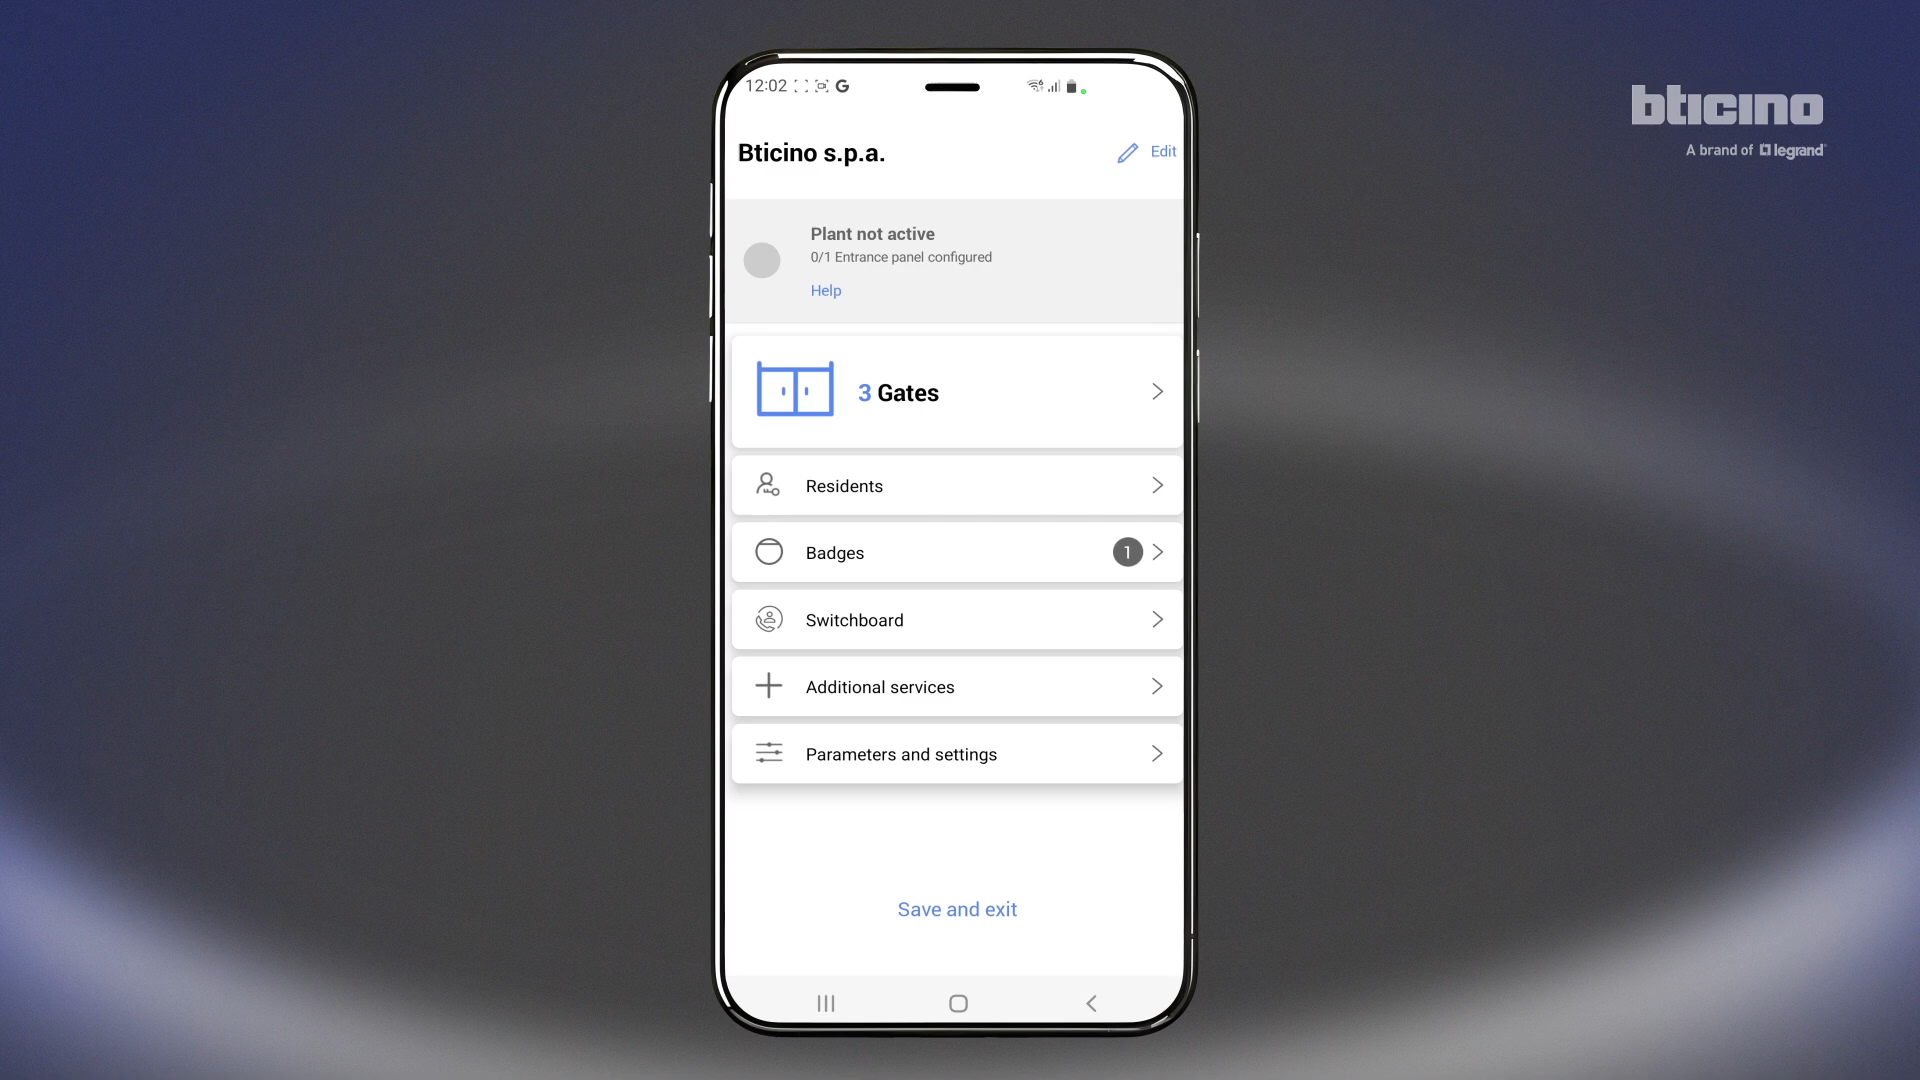 12:02
bticino
A brand of legrand
Bticino s.p.a.
Edit
Plant not active
0/1 Entrance panel configured
Help
3 Gates
Residents
Badges
1
Switchboard
Additional services
Parameters and settings
Save and exit